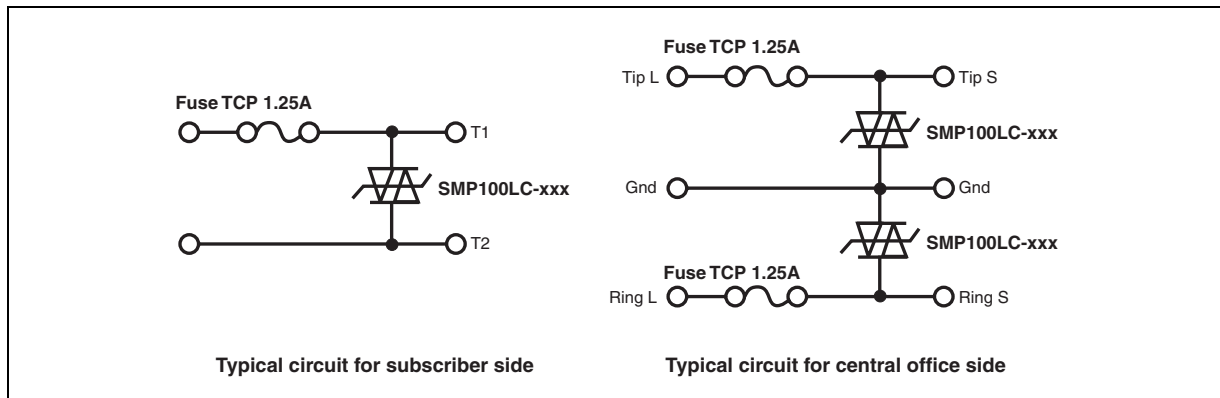 Fuse TCP 1.25A
T1
SMP100LC-xxx
T2
Typical circuit for subscriber side
Fuse TCP 1.25A
Tip L
Tip S
SMP100LC-xxx
Gnd
Gnd
SMP100LC-xxx
Fuse TCP 1.25A
Ring L
Ring S
Typical circuit for central office side